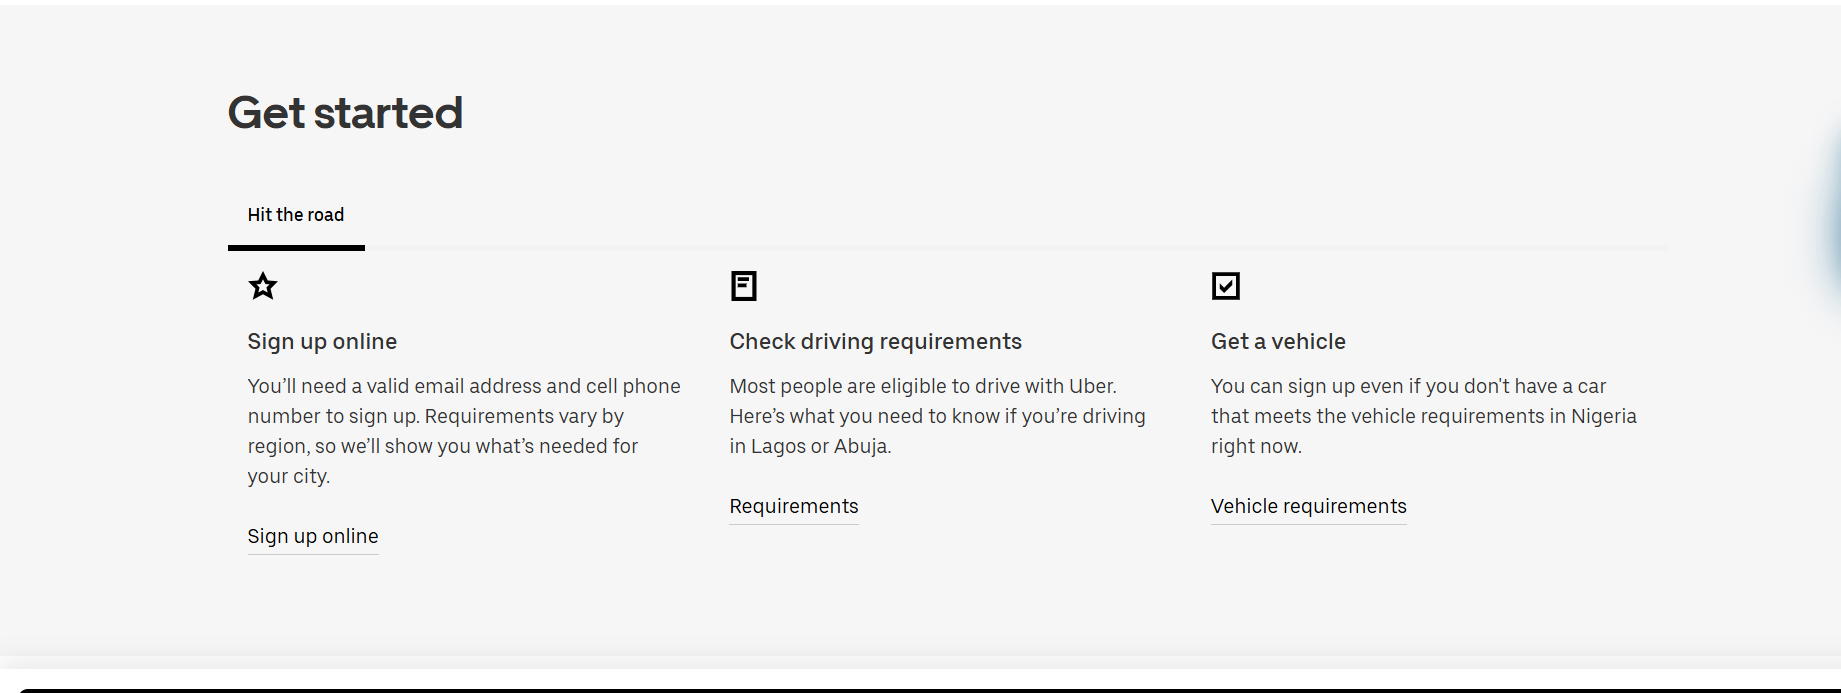 Get started
Hit the road
Sign up online
You’ll need a valid email address and cell phone
number to sign up. Requirements vary by
region, so we’ll show you what’s needed for
your city.
Sign up online
Check driving requirements
Most people are eligible to drive with Uber.
Here’s what you need to know if you’re driving
in Lagos or Abuja.
Requirements
Get a vehicle
You can sign up even if you don't have a car
that meets the vehicle requirements in Nigeria
right now.
Vehicle requirements